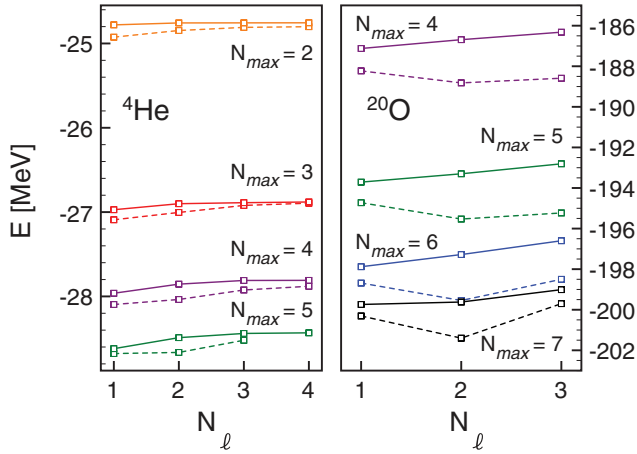 E [MeV]
-25
-26
-27
-28
⁴He
N_max = 2
N_max = 3
N_max = 4
N_max = 5
1 2 3 4
N_ℓ
²⁰O
N_max = 4
N_max = 5
N_max = 6
N_max = 7
-186
-188
-190
-192
-194
-196
-198
-200
-202
1 2 3
N_ℓ